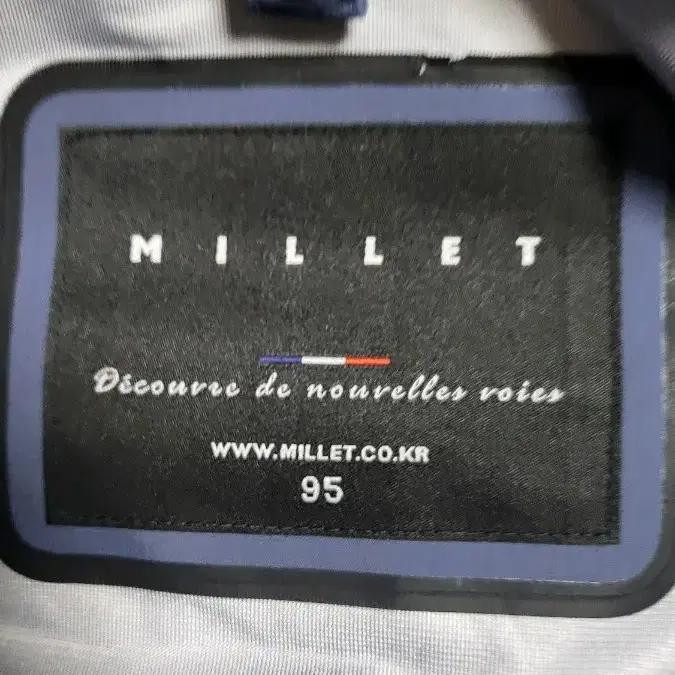 MILLET
Découvre de nouvelles voies
WWW.MILLET.CO.KR
95